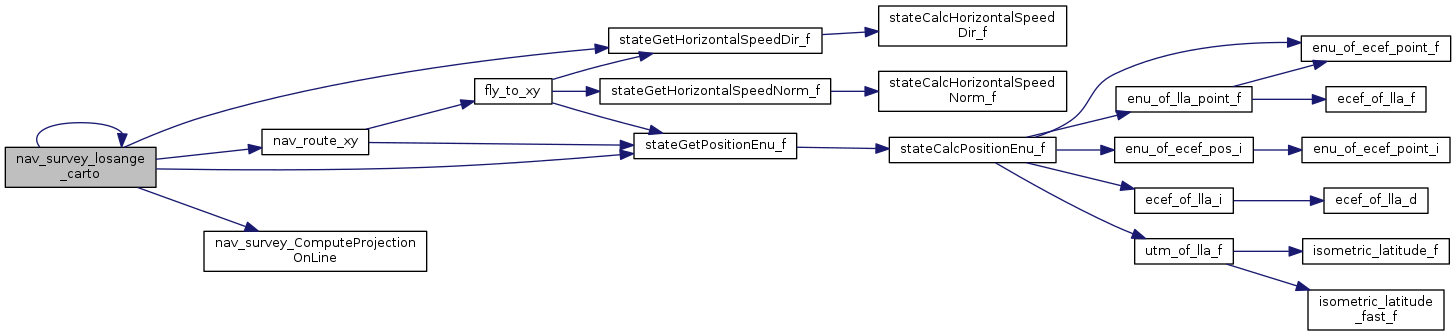 nav_survey_losange
_carto
nav_route_xy
nav_survey_ComputeProjection
OnLine
fly_to_xy
stateGetHorizontalSpeedDir_f
stateGetHorizontalSpeedNorm_f
stateGetPositionEnu_f
stateCalcHorizontalSpeed
Dir_f
stateCalcHorizontalSpeed
Norm_f
stateCalcPositionEnu_f
enu_of_lla_point_f
enu_of_ecef_pos_i
ecef_of_lla_i
utm_of_lla_f
enu_of_ecef_point_f
ecef_of_lla_f
enu_of_ecef_point_i
ecef_of_lla_d
isometric_latitude_f
isometric_latitude
_fast_f